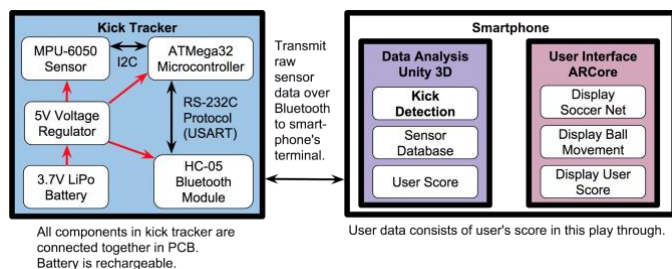 Kick Tracker
MPU-6050
Sensor
I2C
ATMega32
Microcontroller
5V Voltage
Regulator
RS-232C
Protocol
(USART)
3.7V LiPo
Battery
HC-05
Bluetooth
Module
All components in kick tracker are
connected together in PCB.
Battery is rechargeable.
Transmit
raw
sensor
data over
Bluetooth
to smart-
phone's
terminal.
Smartphone
Data Analysis
Unity 3D
Kick
Detection
Sensor
Database
User Score
User Interface
ARCore
Display
Soccer Net
Display Ball
Movement
Display User
Score
User data consists of user's score in this play through.